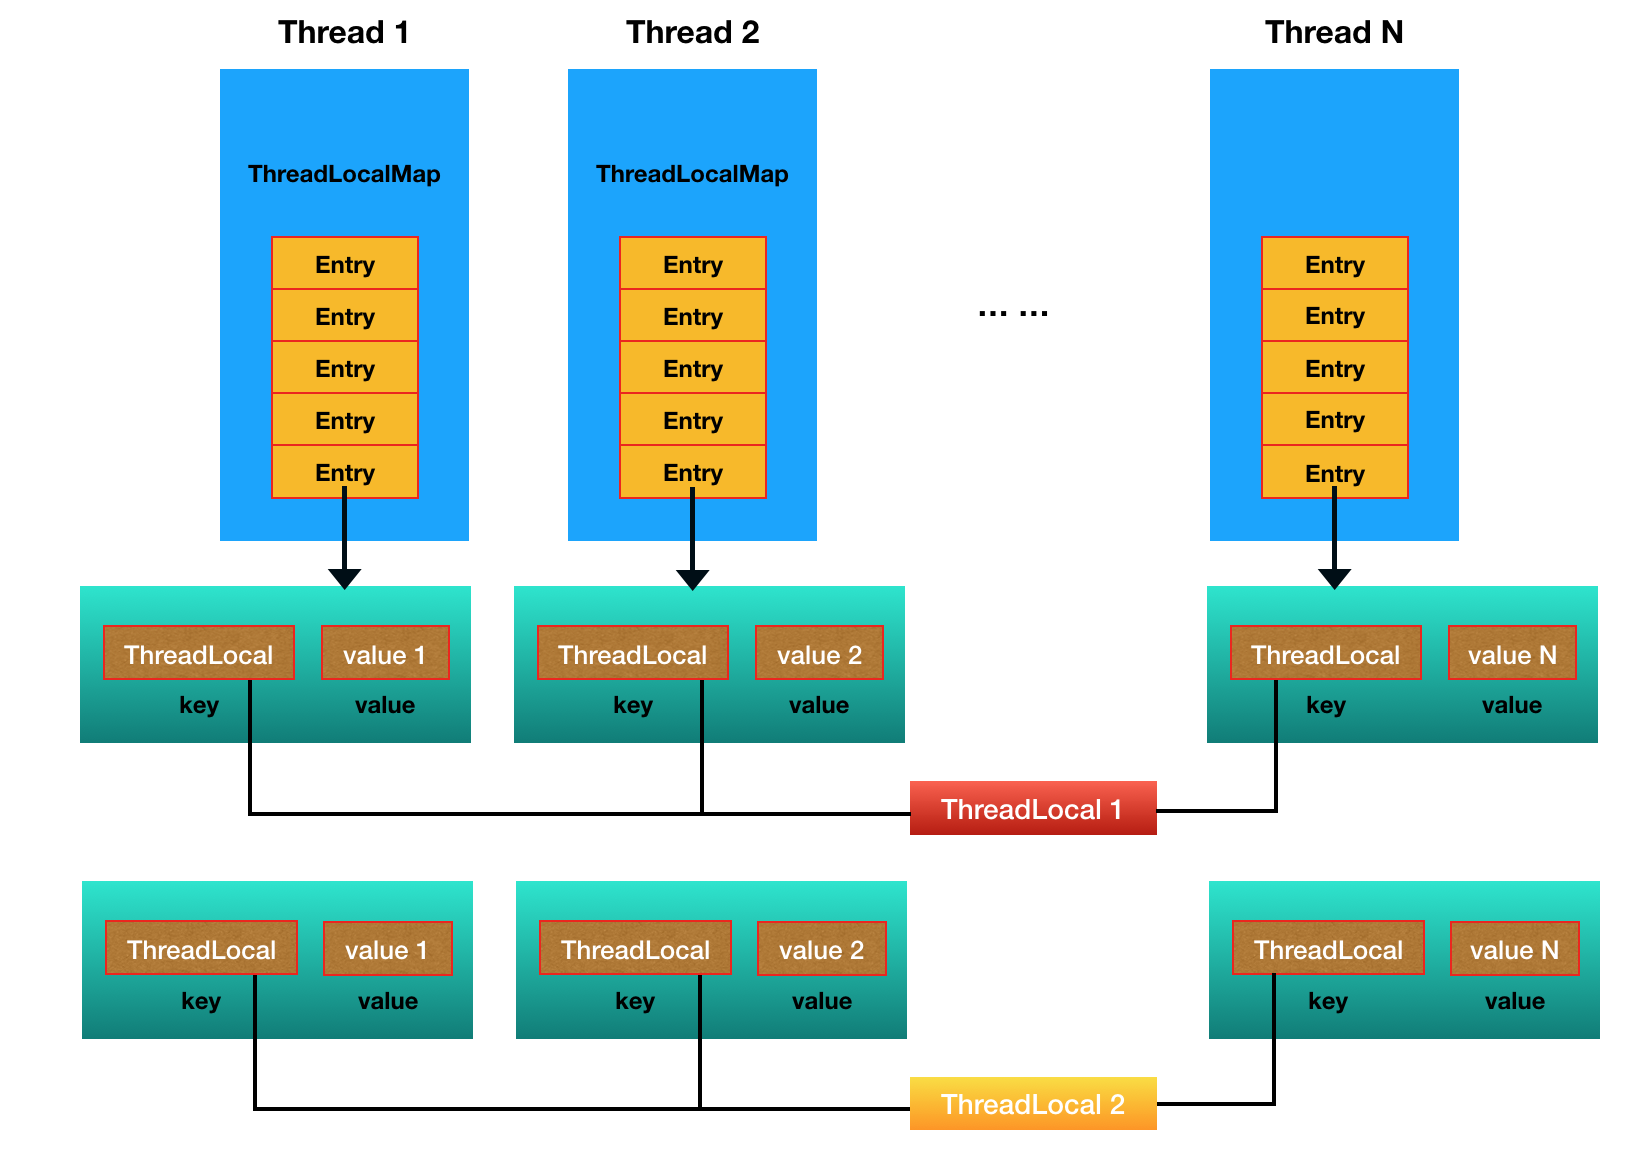 Thread 1
Thread 2
Thread N
ThreadLocalMap
ThreadLocalMap
Entry
Entry
Entry
Entry
Entry
Entry
Entry
Entry
Entry
Entry
... ...
Entry
Entry
Entry
Entry
Entry
ThreadLocal
value 1
key
value
ThreadLocal
value 2
key
value
ThreadLocal
value N
key
value
ThreadLocal 1
ThreadLocal
value 1
key
value
ThreadLocal
value 2
key
value
ThreadLocal
value N
key
value
ThreadLocal 2